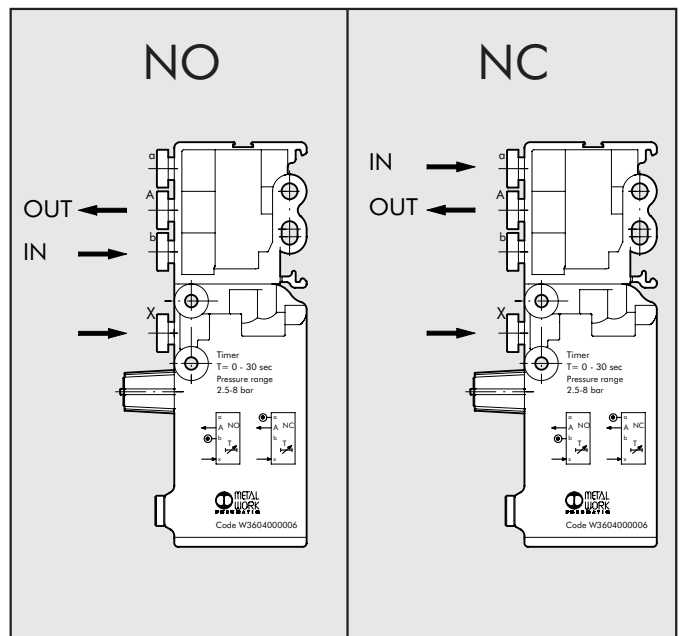 NO
a
A
OUT
b
IN
X
Timer
T= 0 - 30 sec
Pressure range
2.5-8 bar
a
A NO
b
T
x
a
A NC
b
T
x
METAL
WORK
PNEUMATIC
Code W3604000006
NC
IN
a
A
OUT
b
X
Timer
T= 0 - 30 sec
Pressure range
2.5-8 bar
a
A NO
b
T
x
a
A NC
b
T
x
METAL
WORK
PNEUMATIC
Code W3604000006